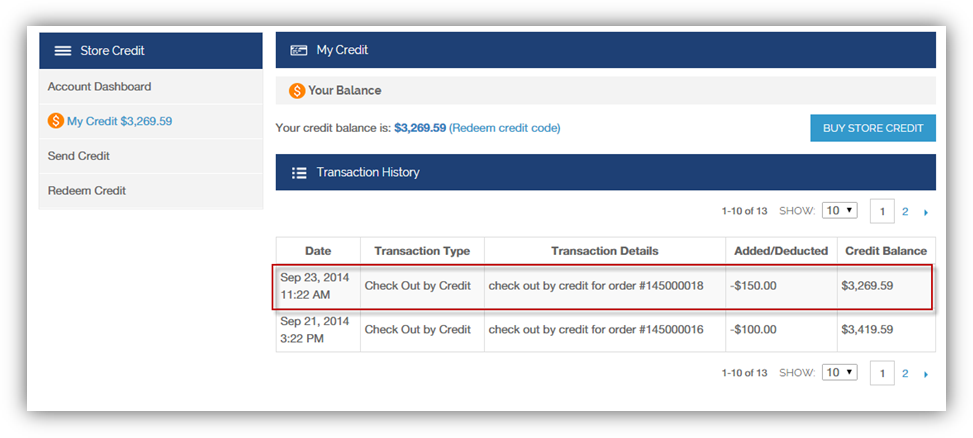 Store Credit
Account Dashboard
My Credit $3,269.59
Send Credit
Redeem Credit
My Credit
Your Balance
Your credit balance is: $3,269.59 (Redeem credit code)
BUY STORE CREDIT
Transaction History
1-10 of 13 SHOW: 10 1 2
Date Transaction Type Transaction Details Added/Deducted Credit Balance
Sep 23, 2014
11:22 AM Check Out by Credit check out by credit for order #145000018 -$150.00 $3,269.59
Sep 21, 2014
3:22 PM Check Out by Credit check out by credit for order #145000016 -$100.00 $3,419.59
1-10 of 13 SHOW: 10 1 2